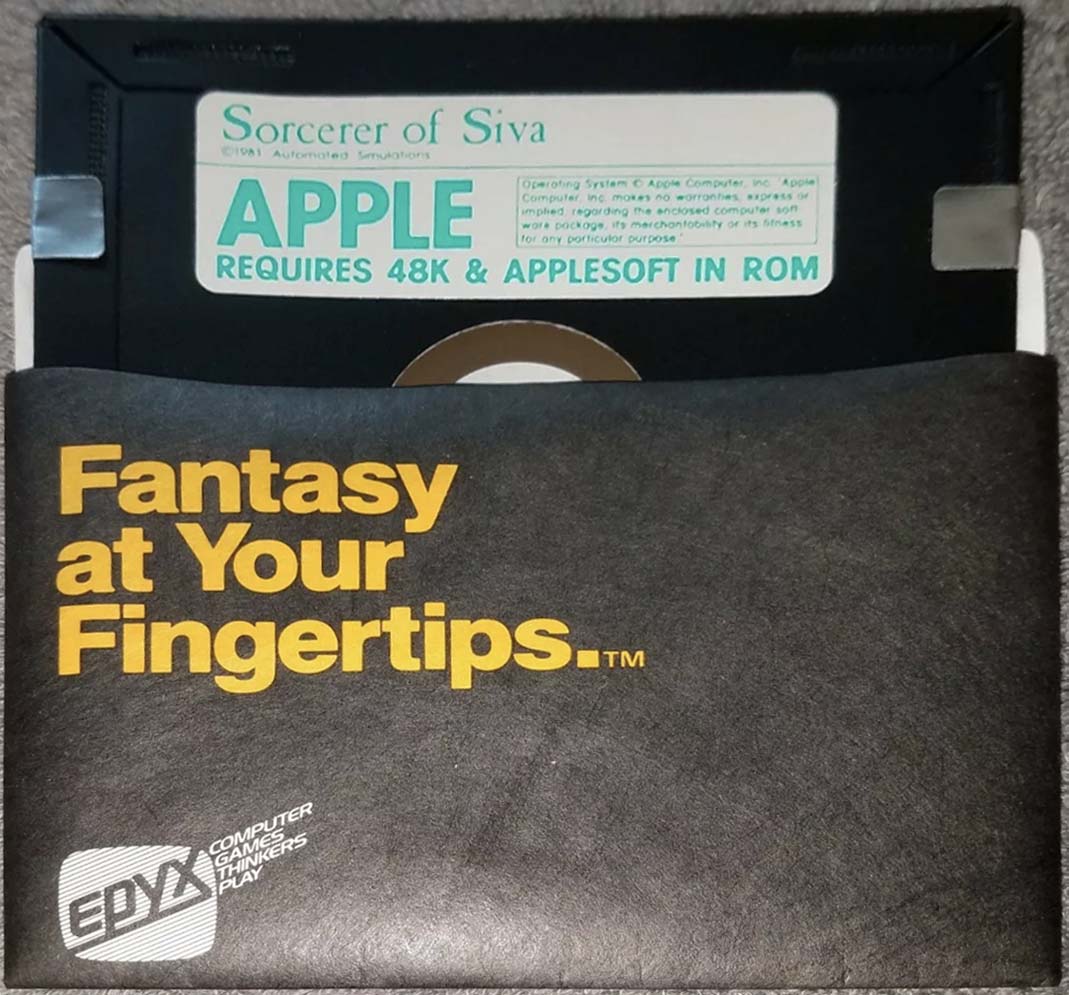 Sorcerer of Siva
©1981 Automated Simulations
APPLE
Operating System © Apple Computer, Inc. "Apple
Computer, Inc. makes no warranties, express or
implied, regarding the enclosed computer soft
ware package, its merchantability or its fitness
for any particular purpose."
REQUIRES 48K & APPLESOFT IN ROM
Fantasy
at Your
Fingertips.™
EPYX
COMPUTER
GAMES
THINKERS
PLAY